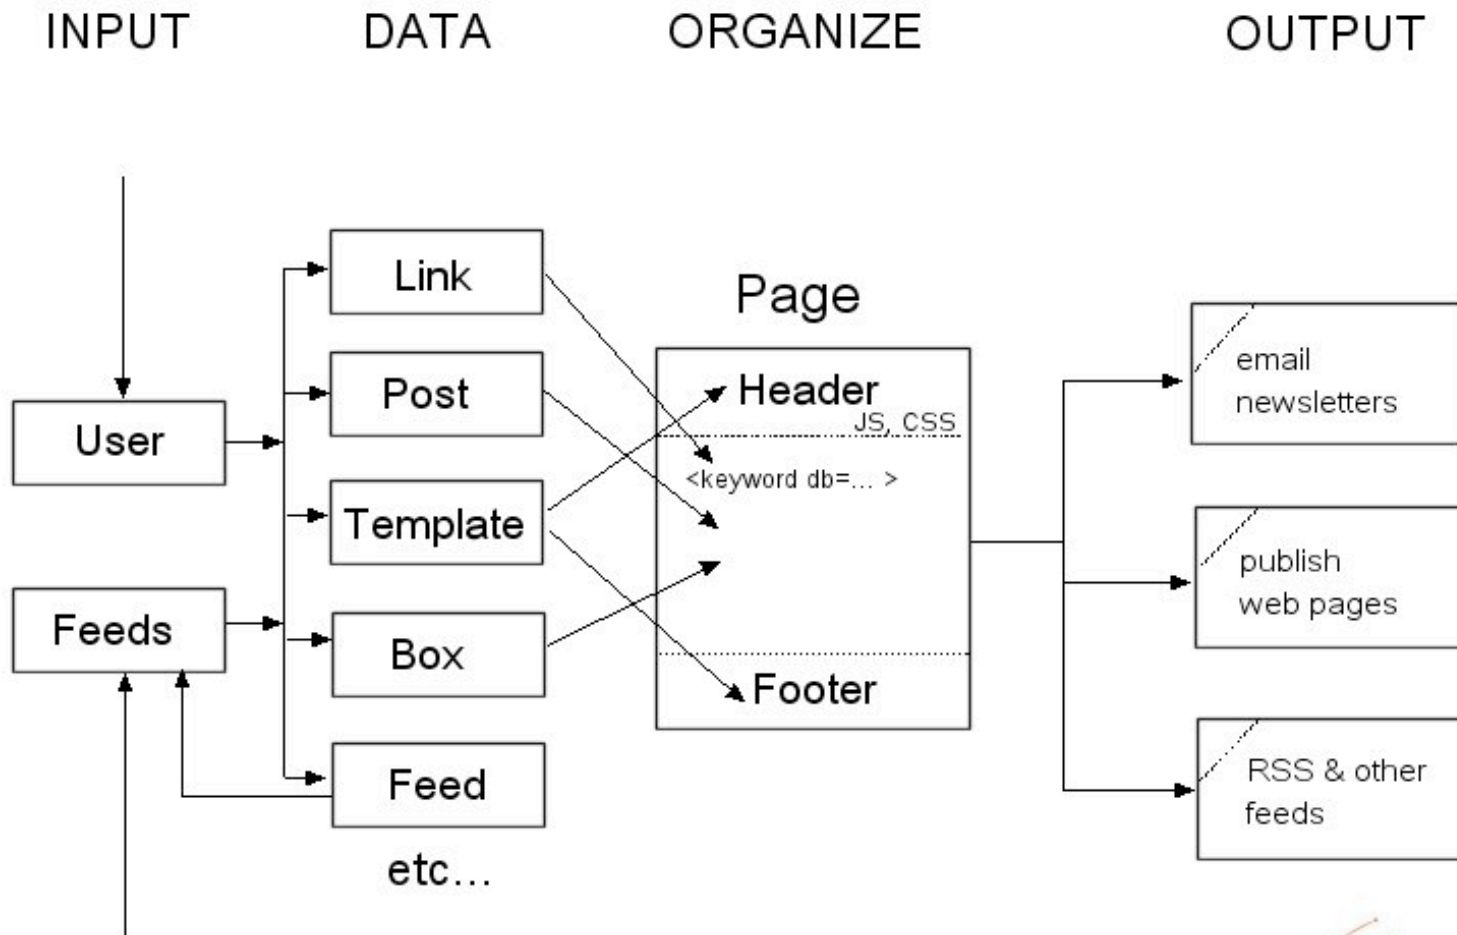 INPUT
DATA
ORGANIZE
OUTPUT
User
Feeds
Link
Post
Template
Box
Feed
etc...
Page
Header
JS, CSS
<keyword db=... >
Footer
email
newsletters
publish
web pages
RSS & other
feeds